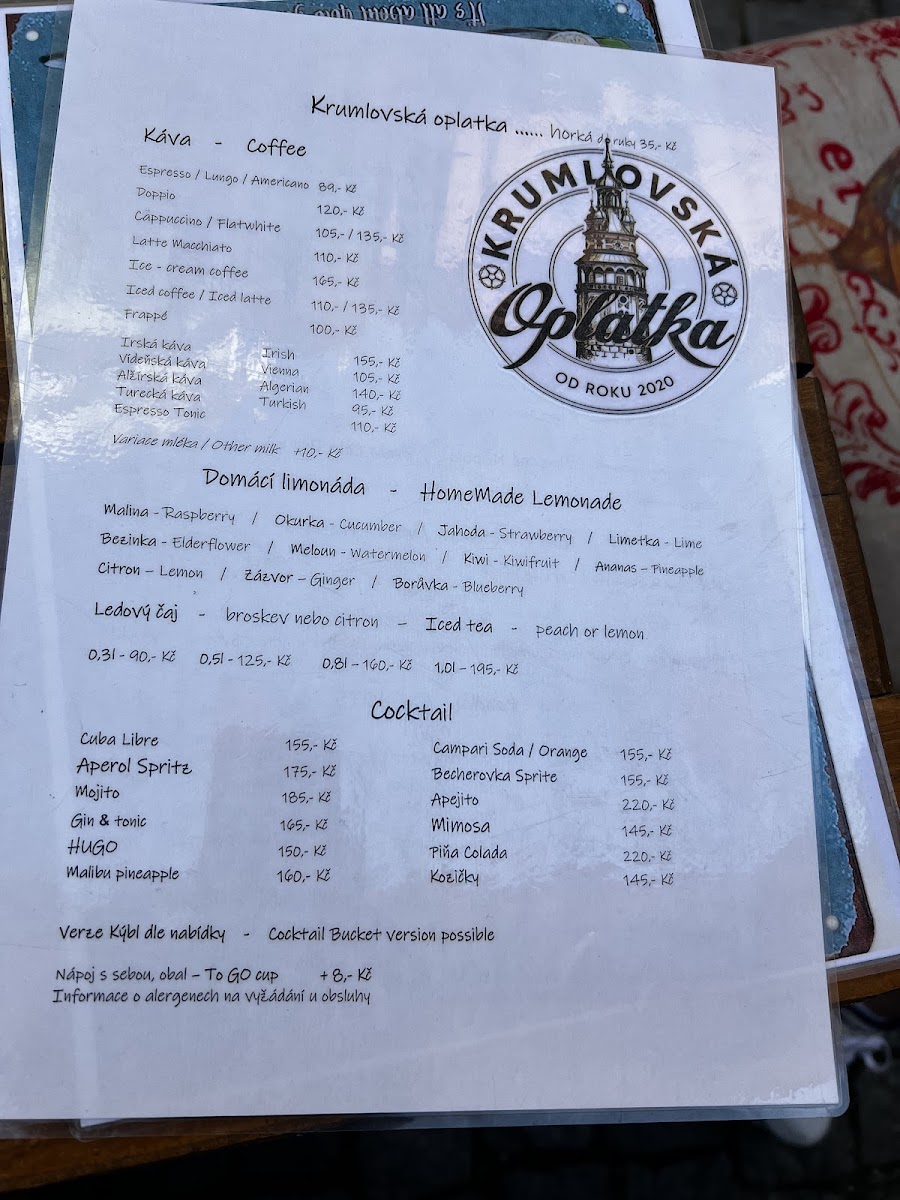 It's all about
Krumlovská oplatka ...... horká do ruky 35,- Kč
Káva - Coffee
Espresso / Lungo / Americano 89,- Kč
Doppio 120,- Kč
Cappuccino / Flatwhite 105,- / 135,- Kč
Latte Macchiato 110,- Kč
Ice - cream coffee 165,- Kč
Iced coffee / Iced latte 110,- / 135,- Kč
Frappé 100,- Kč
Irská káva Irish 155,- Kč
Vídeňská káva Vienna 105,- Kč
Alžírská káva Algerian 140,- Kč
Turecká káva Turkish 95,- Kč
Espresso Tonic 110,- Kč
Variace mléka / Other milk +10,- Kč
KRUMLOVSKÁ
Oplatka
OD ROKU 2020
Domácí limonáda - HomeMade Lemonade
Malina - Raspberry / Okurka - Cucumber / Jahoda - Strawberry / Limetka - Lime
Bezinka - Elderflower / Meloun - Watermelon / Kiwi - Kiwifruit / Ananas – Pineapple
Citron – Lemon / Zázvor – Ginger / Borůvka - Blueberry
Ledový čaj - broskev nebo citron – Iced tea - peach or lemon
0,3l - 90,- Kč 0,5l - 125,- Kč 0,8l – 160,- Kč 1,0l – 195,- Kč
Cocktail
Cuba Libre 155,- Kč
Aperol Spritz 175,- Kč
Mojito 185,- Kč
Gin & tonic 165,- Kč
HUGO 150,- Kč
Malibu pineapple 160,- Kč
Campari Soda / Orange 155,- Kč
Becherovka Sprite 155,- Kč
Apejito 220,- Kč
Mimosa 145,- Kč
Piña Colada 220,- Kč
Kozičky 145,- Kč
Verze Kýbl dle nabídky - Cocktail Bucket version possible
Nápoj s sebou, obal – To GO cup + 8,- Kč
Informace o alergenech na vyžádání u obsluhy